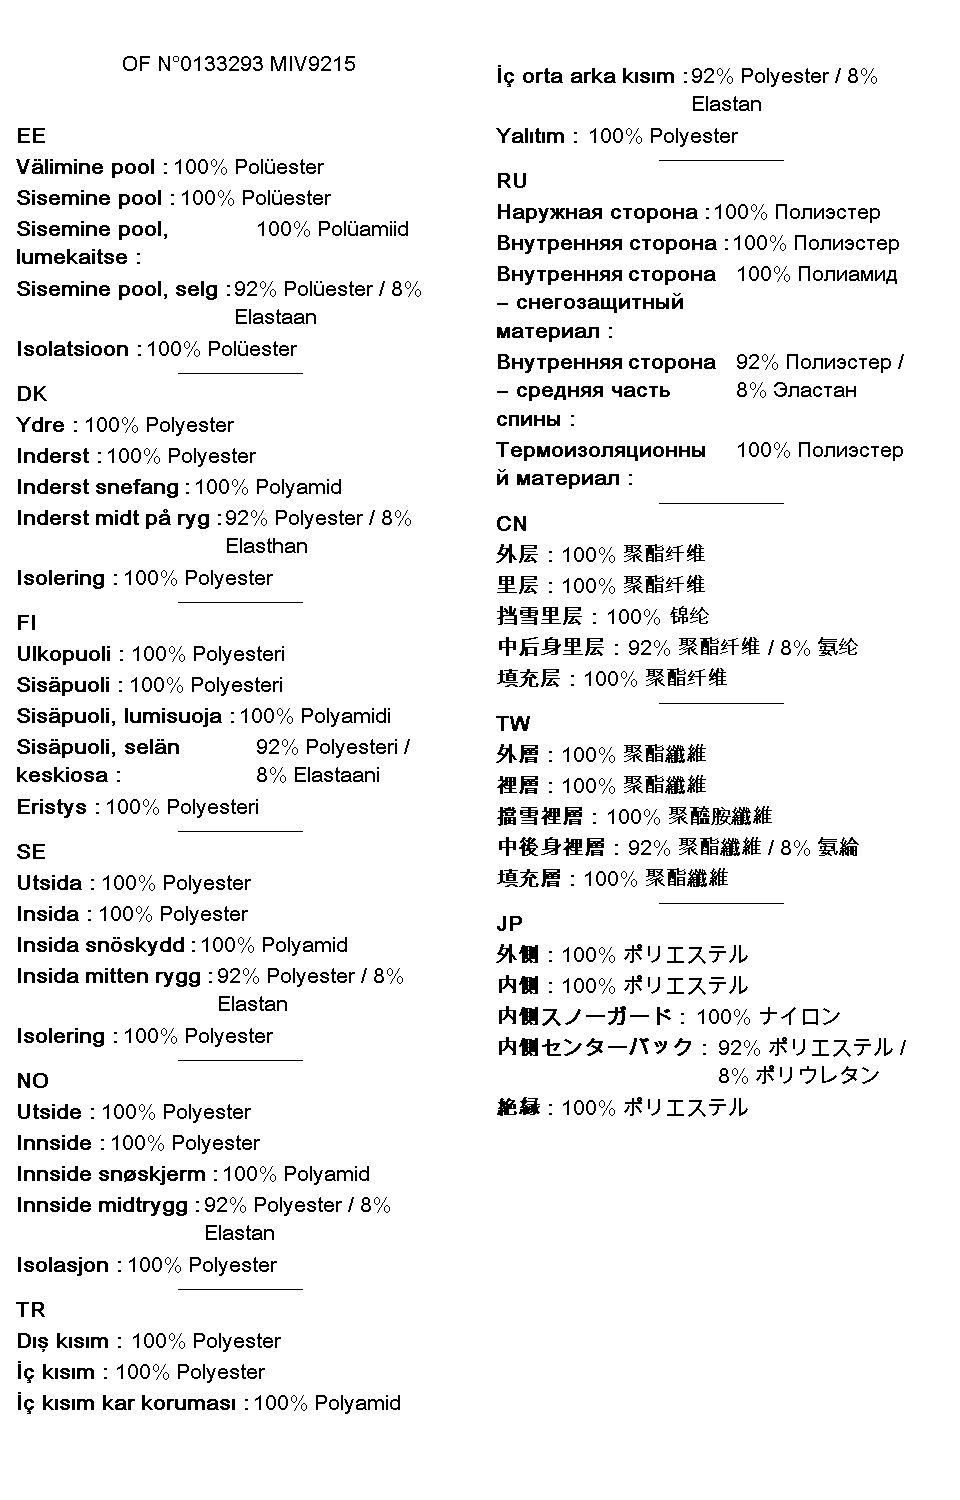 OF N°0133293 MIV9215
EE
Välimine pool : 100% Polüester
Sisemine pool : 100% Polüester
Sisemine pool, 100% Polüamiid
lumekaitse :
Sisemine pool, selg : 92% Polüester / 8%
Elastaan
Isolatsioon : 100% Polüester
DK
Ydre : 100% Polyester
Inderst : 100% Polyester
Inderst snefang : 100% Polyamid
Inderst midt på ryg : 92% Polyester / 8%
Elasthan
Isolering : 100% Polyester
FI
Ulkopuoli : 100% Polyesteri
Sisäpuoli : 100% Polyesteri
Sisäpuoli, lumisuoja : 100% Polyamidi
Sisäpuoli, selän 92% Polyesteri /
keskiosa : 8% Elastaani
Eristys : 100% Polyesteri
SE
Utsida : 100% Polyester
Insida : 100% Polyester
Insida snöskydd : 100% Polyamid
Insida mitten rygg : 92% Polyester / 8%
Elastan
Isolering : 100% Polyester
NO
Utside : 100% Polyester
Innside : 100% Polyester
Innside snøskjerm : 100% Polyamid
Innside midtrygg : 92% Polyester / 8%
Elastan
Isolasjon : 100% Polyester
TR
Dış kısım : 100% Polyester
İç kısım : 100% Polyester
İç kısım kar koruması : 100% Polyamid
İç orta arka kısım : 92% Polyester / 8%
Elastan
Yalıtım : 100% Polyester
RU
Наружная сторона : 100% Полиэстер
Внутренняя сторона : 100% Полиэстер
Внутренняя сторона 100% Полиамид
– снегозащитный
материал :
Внутренняя сторона 92% Полиэстер /
– средняя часть 8% Эластан
спины :
Термоизоляционны 100% Полиэстер
й материал :
CN
外层 : 100% 聚酯纤维
里层 : 100% 聚酯纤维
挡雪里层 : 100% 锦纶
中后身里层 : 92% 聚酯纤维 / 8% 氨纶
填充层 : 100% 聚酯纤维
TW
外層 : 100% 聚酯纖維
裡層 : 100% 聚酯纖維
擋雪裡層 : 100% 聚醯胺纖維
中後身裡層 : 92% 聚酯纖維 / 8% 氨綸
填充層 : 100% 聚酯纖維
JP
外側 : 100% ポリエステル
内側 : 100% ポリエステル
内側スノーガード : 100% ナイロン
内側センターバック : 92% ポリエステル /
8% ポリウレタン
絶縁 : 100% ポリエステル